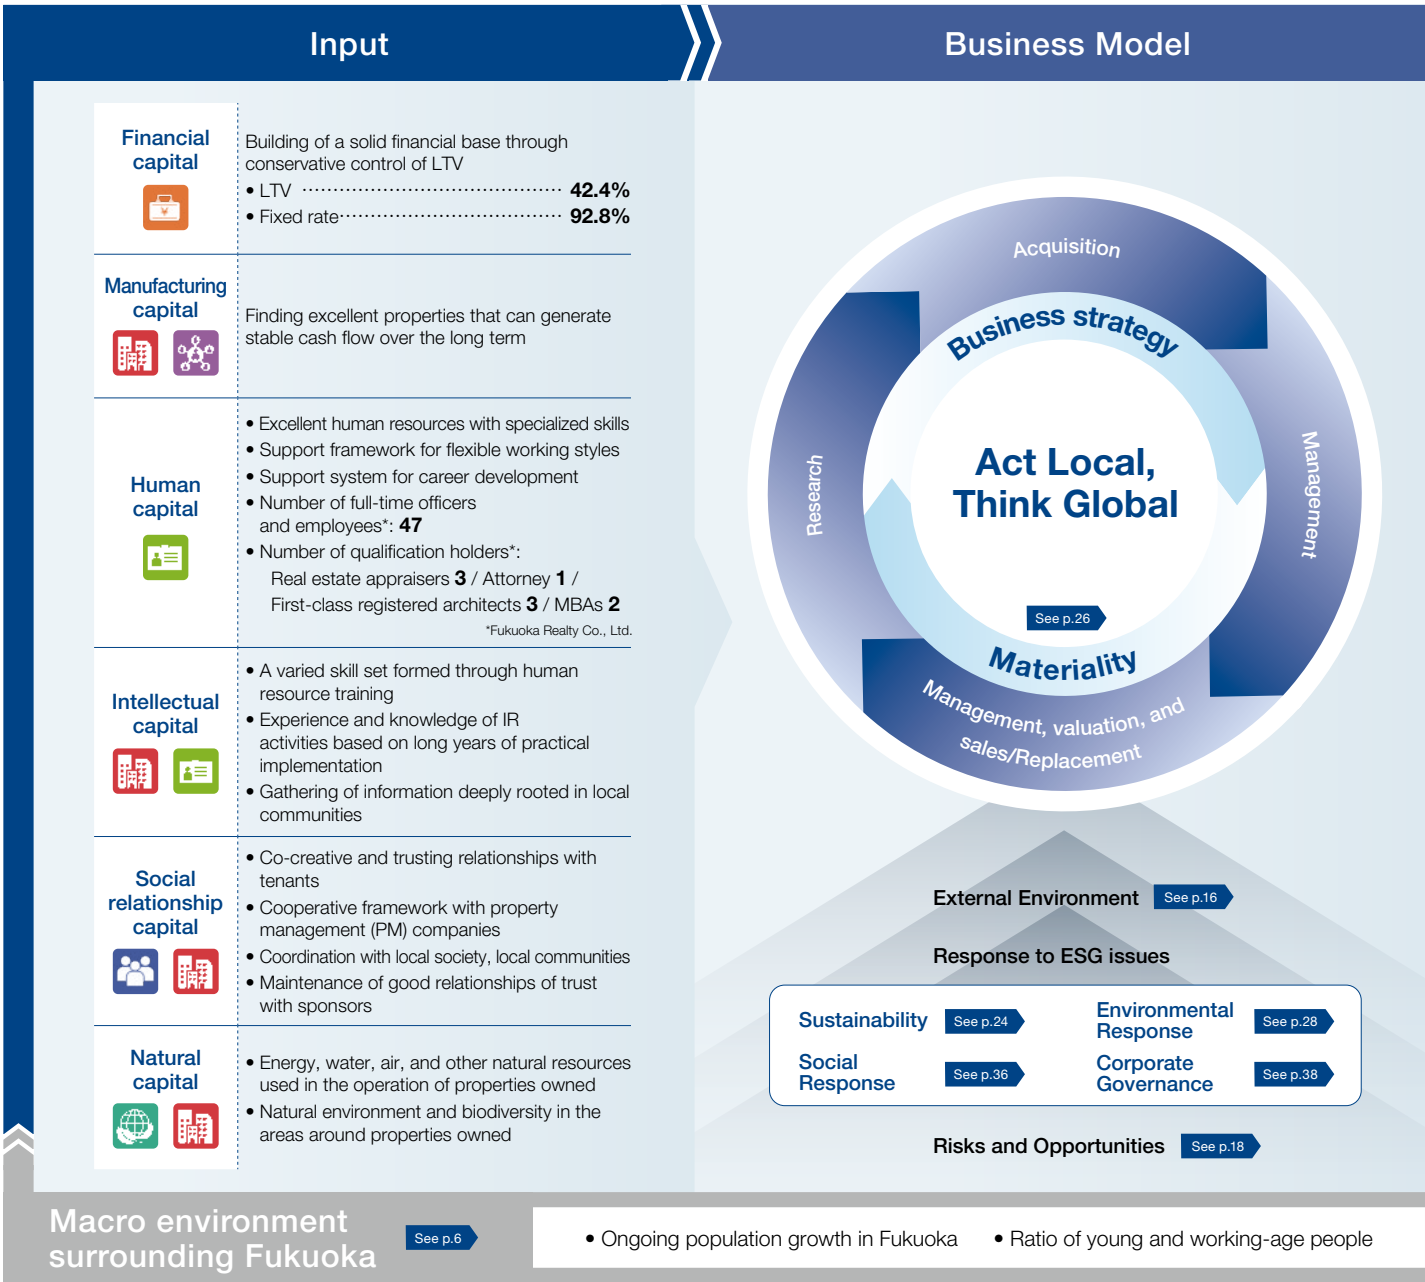 Input
Business Model
Financial
capital
Building of a solid financial base through
conservative control of LTV
• LTV ·········································· 42.4%
• Fixed rate···································· 92.8%
Manufacturing
capital
Finding excellent properties that can generate
stable cash flow over the long term
Human
capital
• Excellent human resources with specialized skills
• Support framework for flexible working styles
• Support system for career development
• Number of full-time officers
and employees*: 47
• Number of qualification holders*:
Real estate appraisers 3 / Attorney 1 /
First-class registered architects 3 / MBAs 2
*Fukuoka Realty Co., Ltd.
Intellectual
capital
• A varied skill set formed through human
resource training
• Experience and knowledge of IR
activities based on long years of practical
implementation
• Gathering of information deeply rooted in local
communities
Social
relationship
capital
• Co-creative and trusting relationships with
tenants
• Cooperative framework with property
management (PM) companies
• Coordination with local society, local communities
• Maintenance of good relationships of trust
with sponsors
Natural
capital
• Energy, water, air, and other natural resources
used in the operation of properties owned
• Natural environment and biodiversity in the
areas around properties owned
Acquisition
Business strategy
Research
Management
Act Local,
Think Global
See p.26
Materiality
Management, valuation, and
sales/Replacement
External Environment See p.16
Response to ESG issues
Sustainability See p.24
Environmental
Response See p.28
Social
Response See p.36
Corporate
Governance See p.38
Risks and Opportunities See p.18
Macro environment
surrounding Fukuoka
See p.6
• Ongoing population growth in Fukuoka • Ratio of young and working-age people